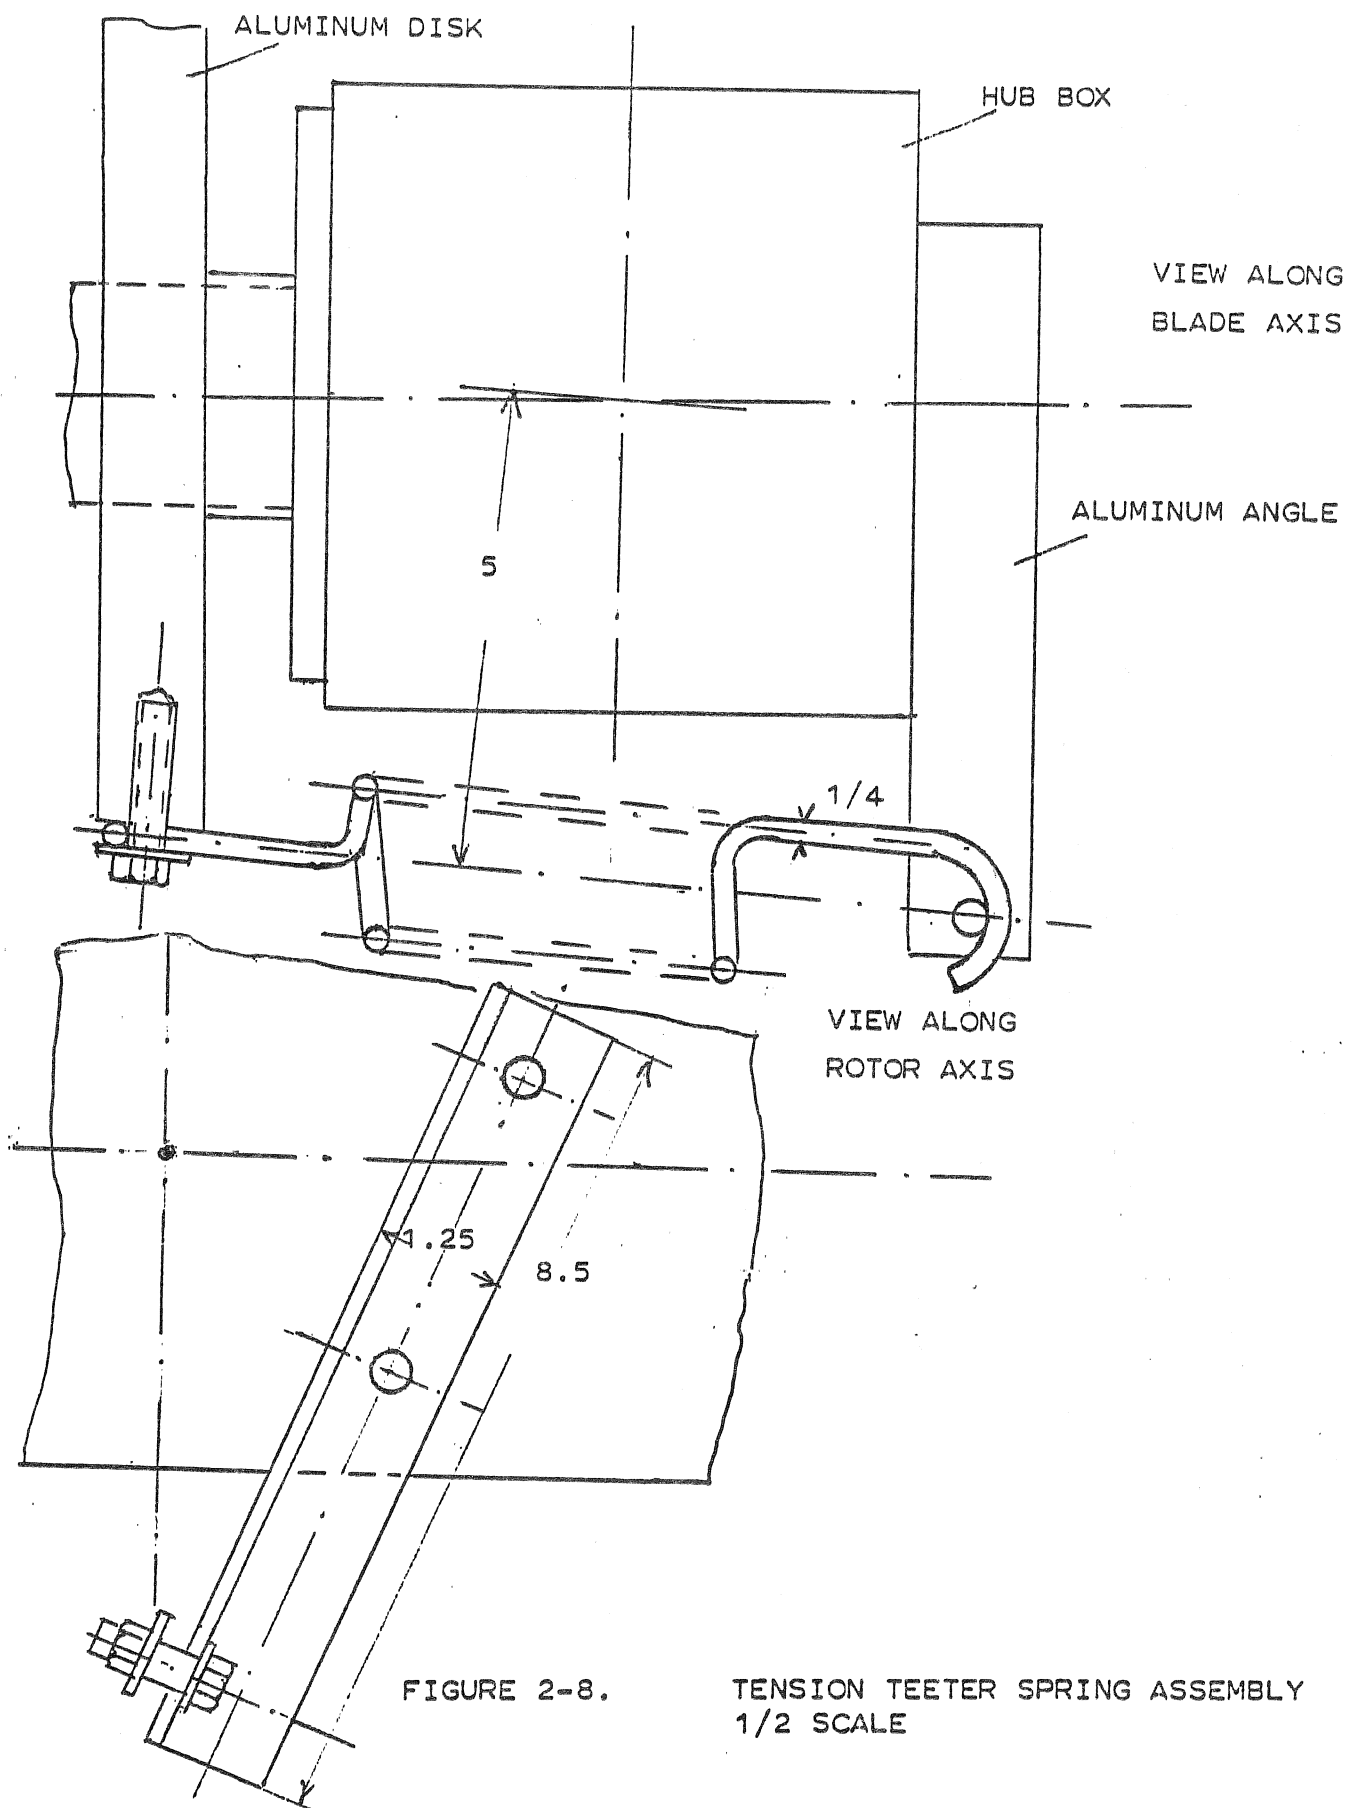 ALUMINUM DISK
HUB BOX
VIEW ALONG
BLADE AXIS
ALUMINUM ANGLE
5
1/4
VIEW ALONG
ROTOR AXIS
1.25
8.5
FIGURE 2-8. TENSION TEETER SPRING ASSEMBLY
1/2 SCALE